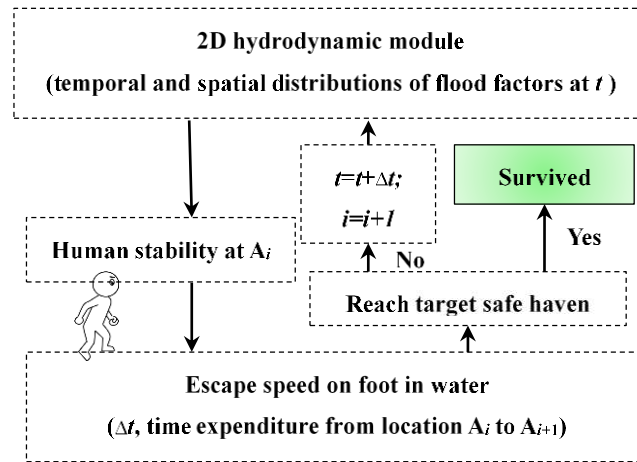 2D hydrodynamic module
(temporal and spatial distributions of flood factors at t )
t=t+Δt;
i=i+1
Survived
Human stability at Ai
No
Yes
Reach target safe haven
Escape speed on foot in water
(Δt, time expenditure from location Ai to Ai+1)